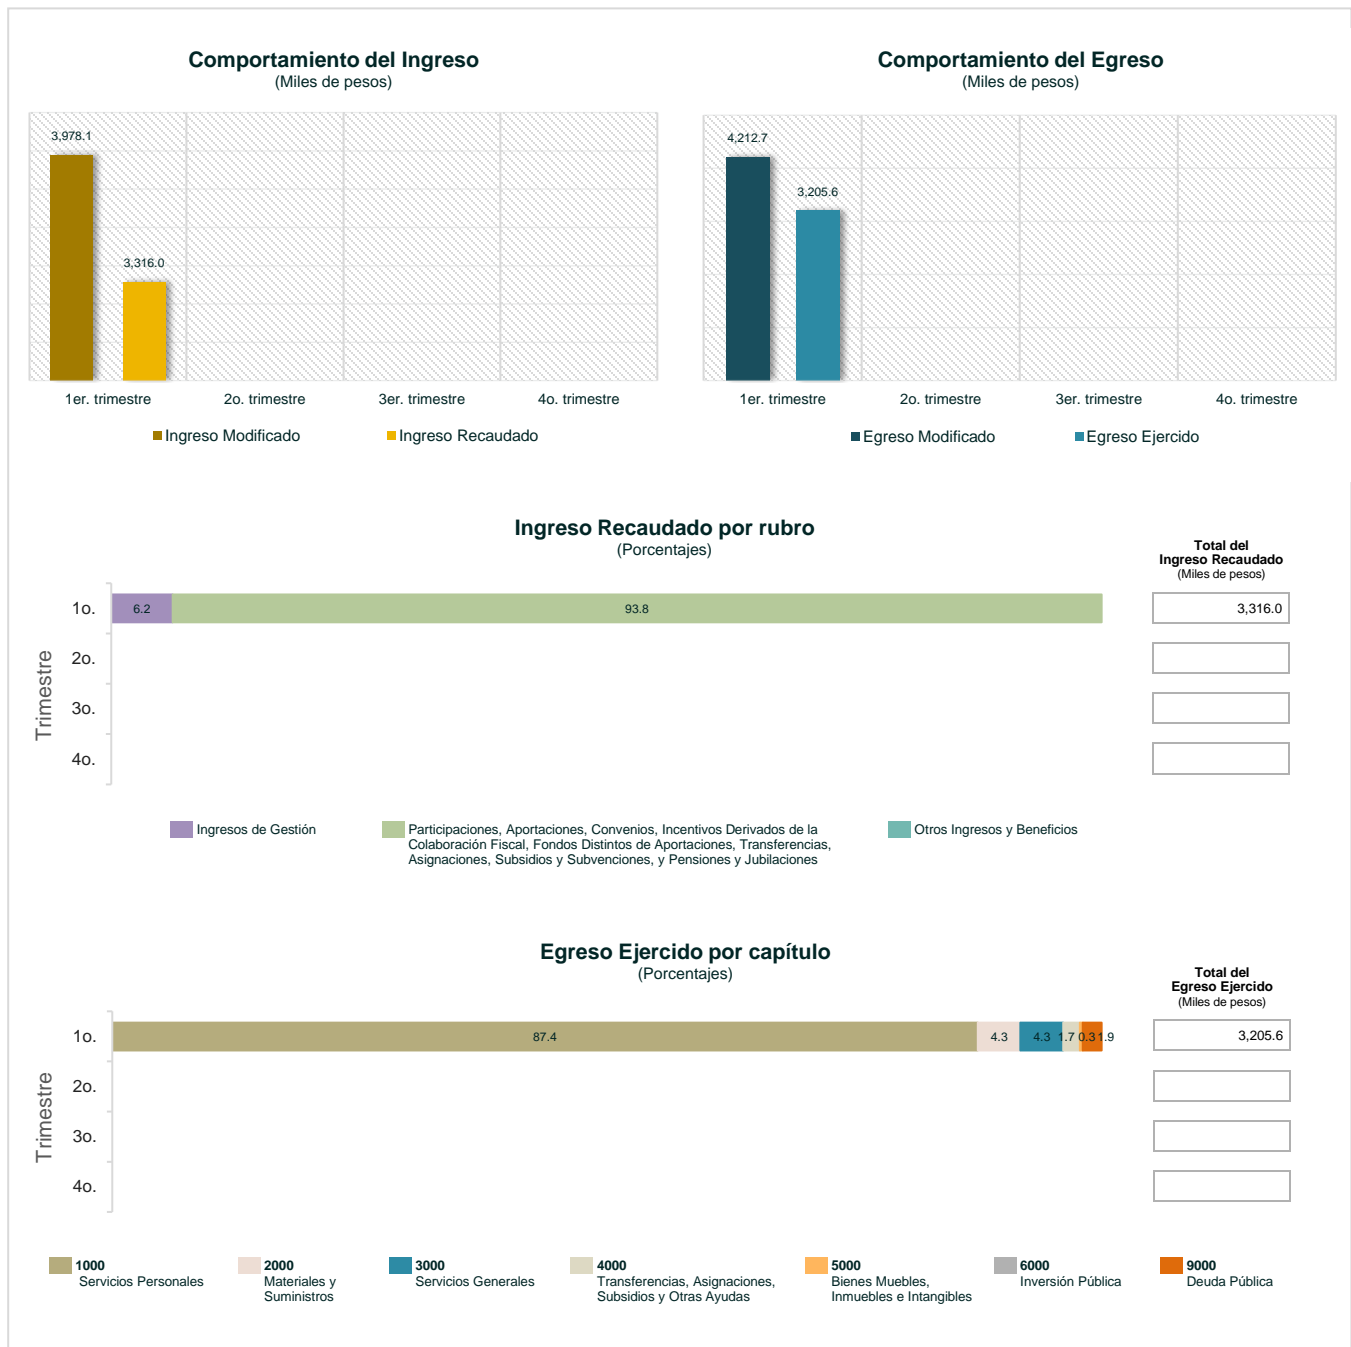 Comportamiento del Ingreso
(Miles de pesos)
3,978.1
3,316.0
1er. trimestre
2o. trimestre
3er. trimestre
4o. trimestre
Ingreso Modificado
Ingreso Recaudado
Comportamiento del Egreso
(Miles de pesos)
4,212.7
3,205.6
1er. trimestre
2o. trimestre
3er. trimestre
4o. trimestre
Egreso Modificado
Egreso Ejercido
Ingreso Recaudado por rubro
(Porcentajes)
Total del
Ingreso Recaudado
(Miles de pesos)
Trimestre
1o.
6.2
93.8
3,316.0
2o.
3o.
4o.
Ingresos de Gestión
Participaciones, Aportaciones, Convenios, Incentivos Derivados de la
Colaboración Fiscal, Fondos Distintos de Aportaciones, Transferencias,
Asignaciones, Subsidios y Subvenciones, y Pensiones y Jubilaciones
Otros Ingresos y Beneficios
Egreso Ejercido por capítulo
(Porcentajes)
Total del
Egreso Ejercido
(Miles de pesos)
Trimestre
1o.
87.4
4.3
4.3
1.7
0.3
1.9
3,205.6
2o.
3o.
4o.
1000
Servicios Personales
2000
Materiales y
Suministros
3000
Servicios Generales
4000
Transferencias, Asignaciones,
Subsidios y Otras Ayudas
5000
Bienes Muebles,
Inmuebles e Intangibles
6000
Inversión Pública
9000
Deuda Pública